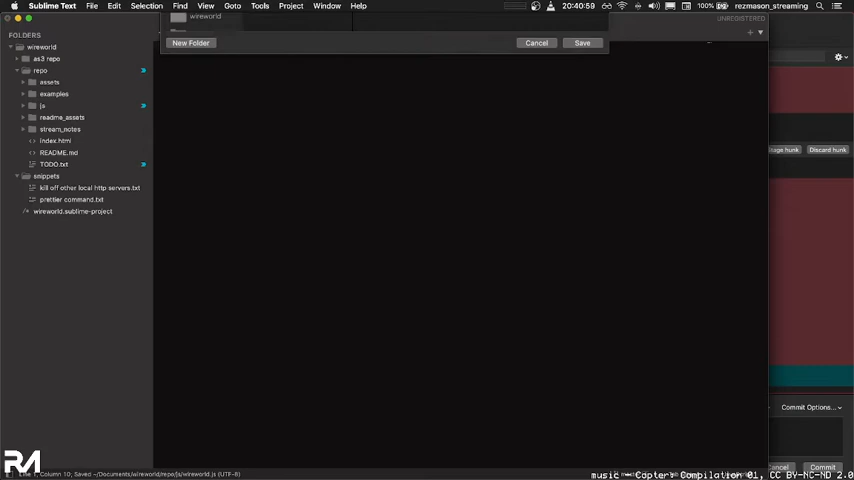 Sublime Text File Edit Selection Find View Goto Tools Project Window Help 20:40:59 100% rezmason_streaming
wireworld
UNREGISTERED
New Folder Cancel Save
FOLDERS
wireworld
as3 repo
repo
assets
examples
js
readme_assets
stream_notes
index.html
README.md
TODO.txt
snippets
kill off other local http servers.txt
prettier command.txt
wireworld.sublime-project
tage hunk Discard hunk
Commit Options...
ancel Commit
Line 1, Column 10; Saved ~/Documents/wireworld/repo/js/wireworld.js (UTF-8)
RM
music — Copter: Compilation 01, CC BY-NC-ND 2.0